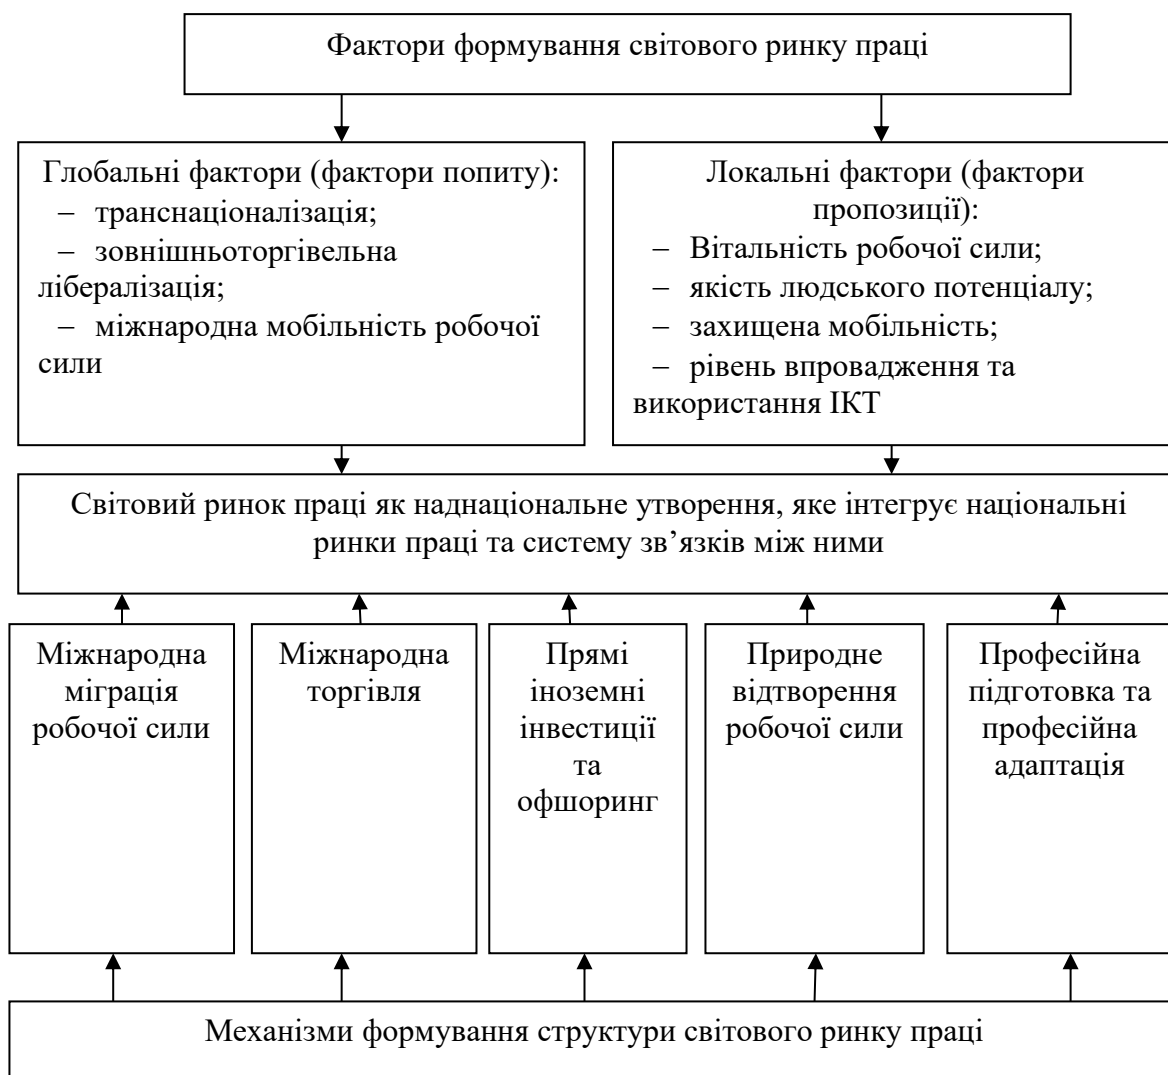 Фактори формування світового ринку праці
Глобальні фактори (фактори попиту):
– транснаціоналізація;
– зовнішньоторгівельна
лібералізація;
– міжнародна мобільність робочої
сили
Локальні фактори (фактори
пропозиції):
– Вітальність робочої сили;
– якість людського потенціалу;
– захищена мобільність;
– рівень впровадження та
використання ІКТ
Світовий ринок праці як наднаціональне утворення, яке інтегрує національні
ринки праці та систему зв’язків між ними
Міжнародна
міграція
робочої сили
Міжнародна
торгівля
Прямі
іноземні
інвестиції
та
офшоринг
Природне
відтворення
робочої сили
Професійна
підготовка та
професійна
адаптація
Механізми формування структури світового ринку праці